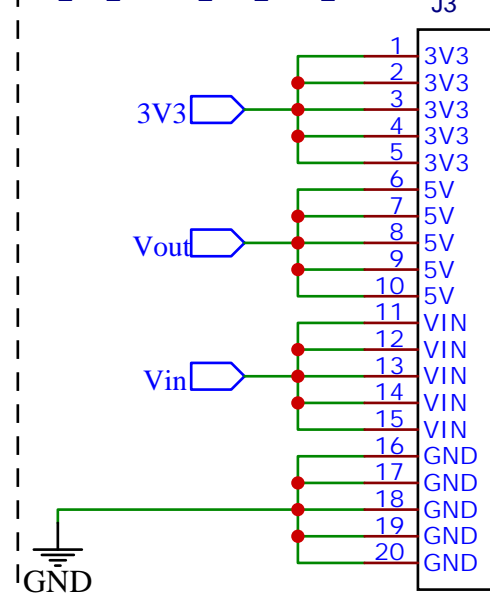 J3
1 3V3
2 3V3
3V3 3 3V3
4 3V3
5 3V3
6 5V
7 5V
Vout 8 5V
9 5V
10 5V
11 VIN
12 VIN
Vin 13 VIN
14 VIN
15 VIN
16 GND
17 GND
18 GND
19 GND
20 GND
GND